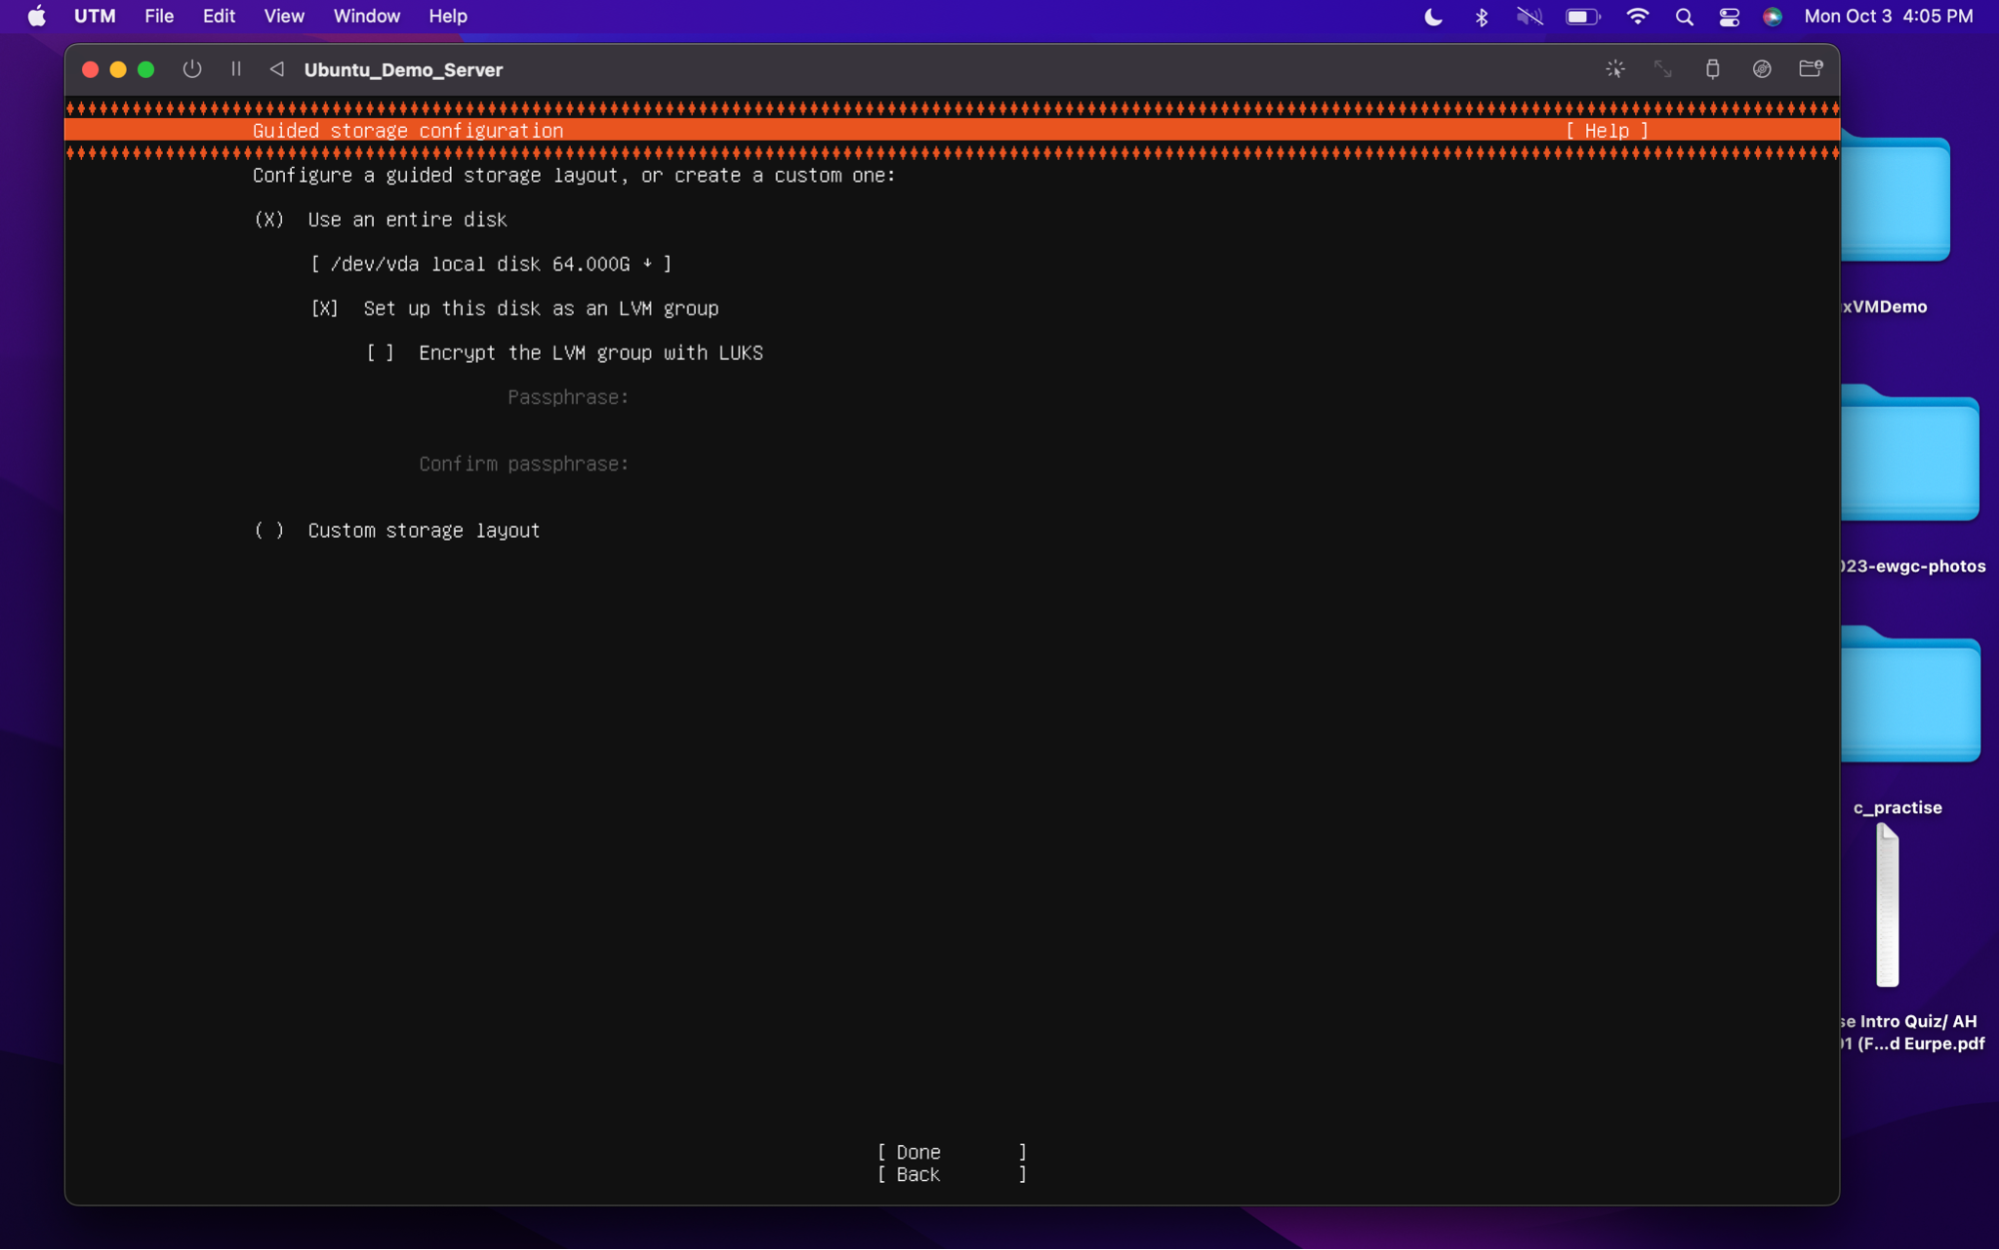 UTM File Edit View Window Help Mon Oct 3 4:05 PM
Ubuntu_Demo_Server
Guided storage configuration [ Help ]
Configure a guided storage layout, or create a custom one:
(X) Use an entire disk
[ /dev/vda local disk 64.000G ↓ ]
[X] Set up this disk as an LVM group
[ ] Encrypt the LVM group with LUKS
Passphrase:
Confirm passphrase:
( ) Custom storage layout
[ Done ]
[ Back ]
xVMDemo
023-ewgc-photos
c_practise
se Intro Quiz/ AH
01 (F...d Eurpe.pdf